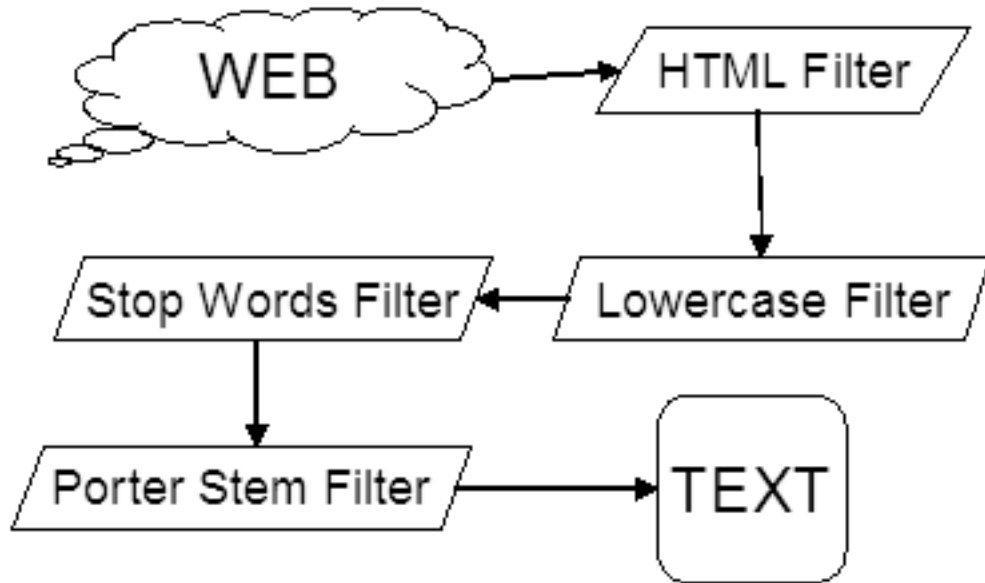 WEB
HTML Filter
Lowercase Filter
Stop Words Filter
Porter Stem Filter
TEXT